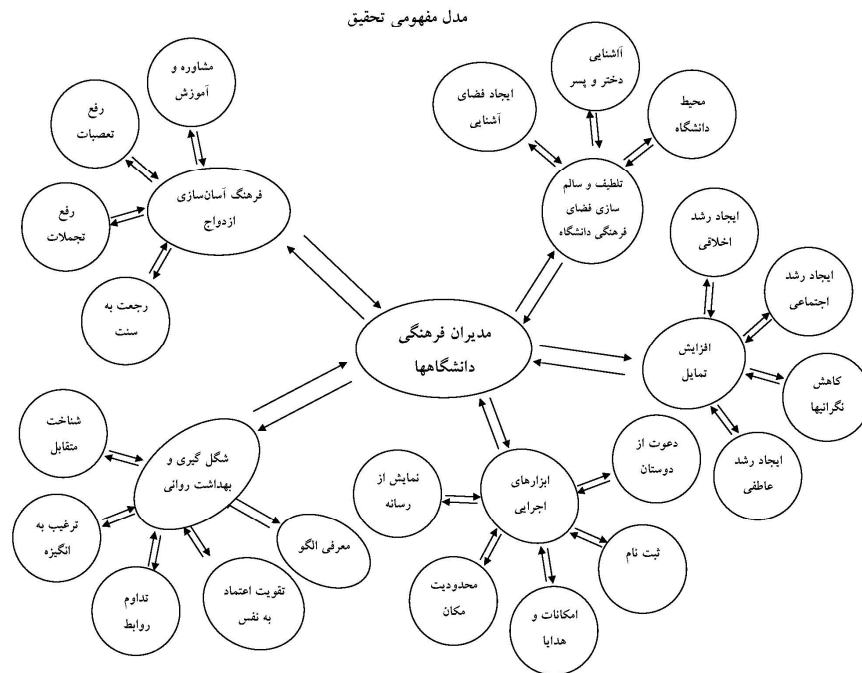 مدل مفهومی تحقیق
مشاوره و
آموزش
رفع
تعصبات
رفع
تجملات
رجعت به
سنت
فرهنگ آسان‌سازی
ازدواج
آاشنایی
دختر و پسر
ایجاد فضای
آشنایی
محیط
دانشگاه
تلطیف و سالم
سازی فضای
فرهنگی دانشگاه
ایجاد رشد
اخلاقی
ایجاد رشد
اجتماعی
کاهش
نگرانیها
ایجاد رشد
عاطفی
افزایش
تمایل
مدیران فرهنگی
دانشگاهها
شناخت
متقابل
ترغیب به
انگیزه
تداوم
روابط
تقویت اعتماد
به نفس
معرفی الگو
شگل گیری و
بهداشت روانی
دعوت از
دوستان
نمایش از
رسانه
ابزارهای
اجرایی
ثبت نام
محدودیت
مکان
امکانات و
هدایا